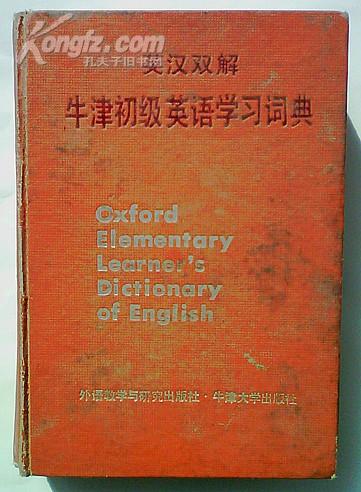 Kongfz.com
孔夫子旧书网
英汉双解
牛津初级英语学习词典
Oxford
Elementary
Learner's
Dictionary
of English
外语教学与研究出版社·牛津大学出版社